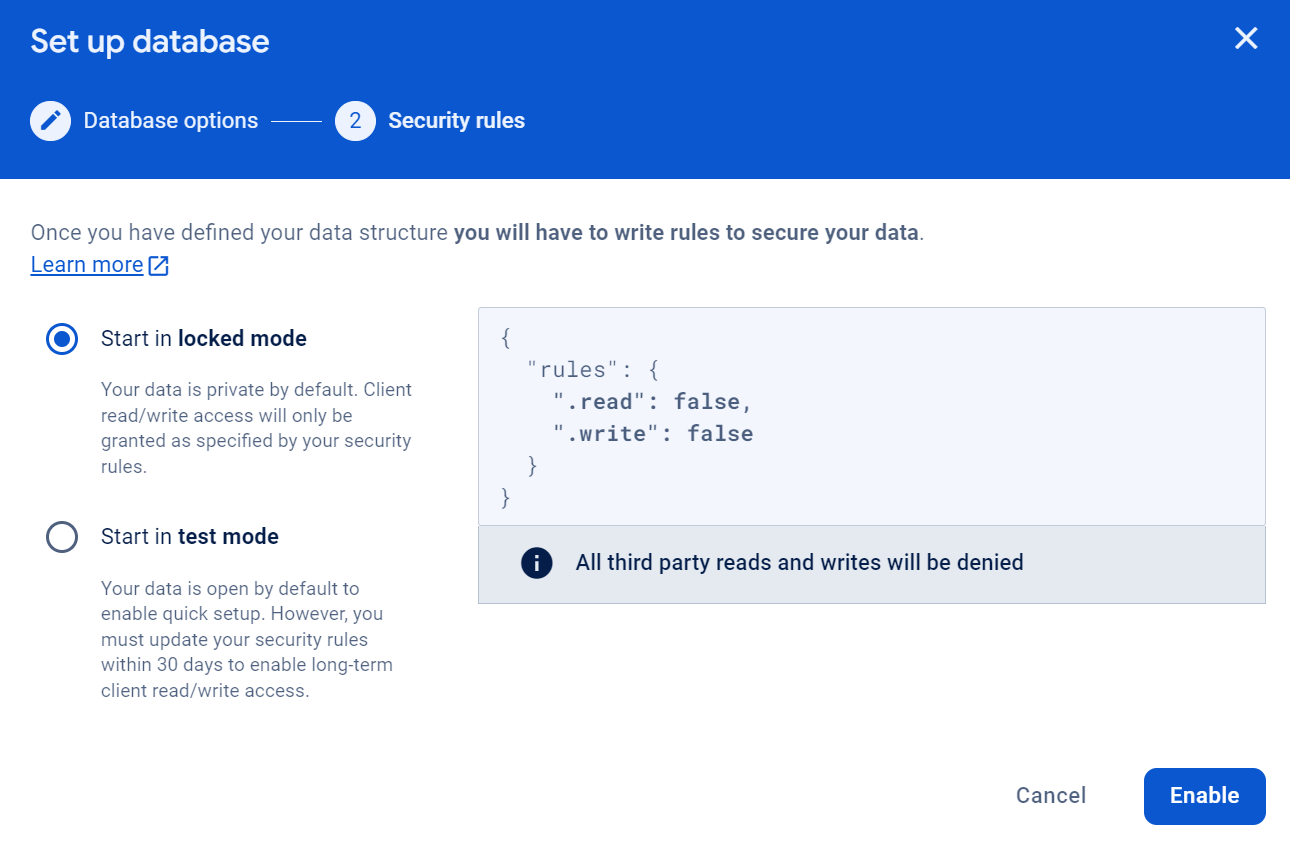 Set up database
Database options
2 Security rules
Once you have defined your data structure you will have to write rules to secure your data.
Learn more
Start in locked mode
Your data is private by default. Client
read/write access will only be
granted as specified by your security
rules.
Start in test mode
Your data is open by default to
enable quick setup. However, you
must update your security rules
within 30 days to enable long-term
client read/write access.
{
  "rules": {
    ".read": false,
    ".write": false
  }
}
All third party reads and writes will be denied
Cancel
Enable